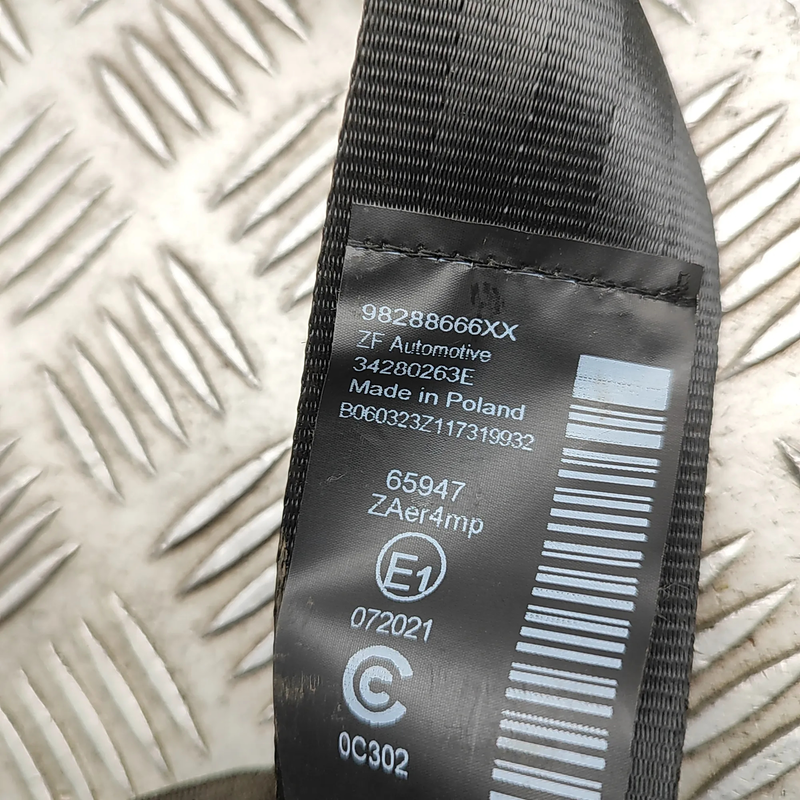 98288666XX
ZF Automotive
34280263E
Made in Poland
B060323Z117319932
65947
ZAer4mp
E1
072021
C
0C302